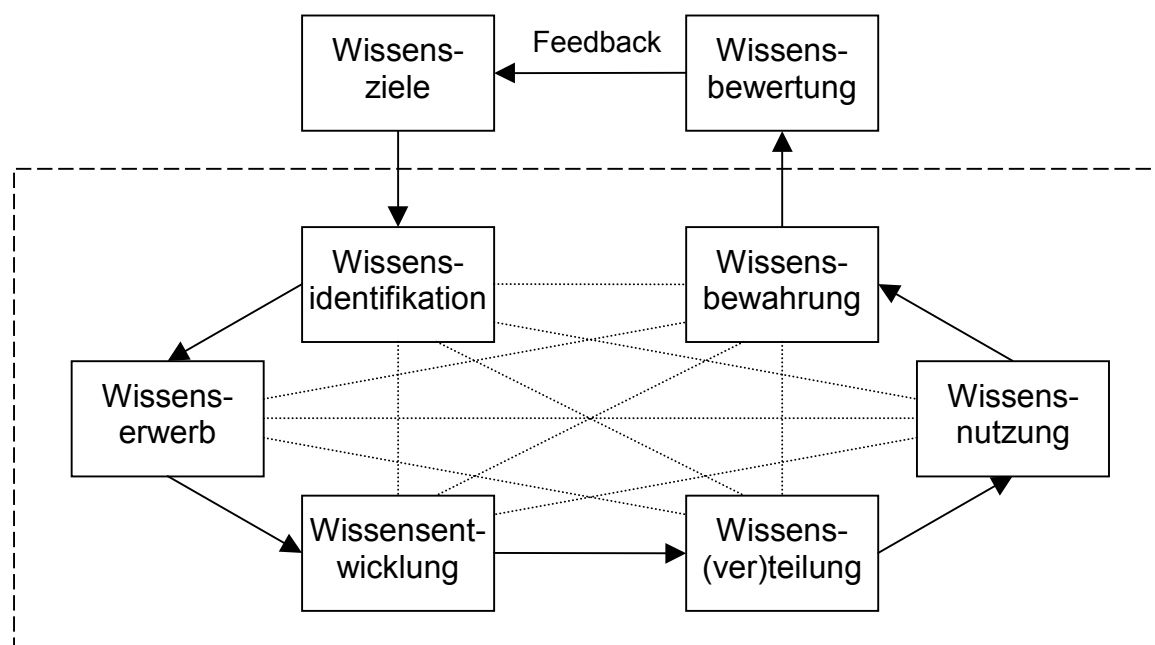 Wissens-
ziele
Feedback
Wissens-
bewertung
Wissens-
identifikation
Wissens-
bewahrung
Wissens-
erwerb
Wissens-
nutzung
Wissensent-
wicklung
Wissens-
(ver)teilung